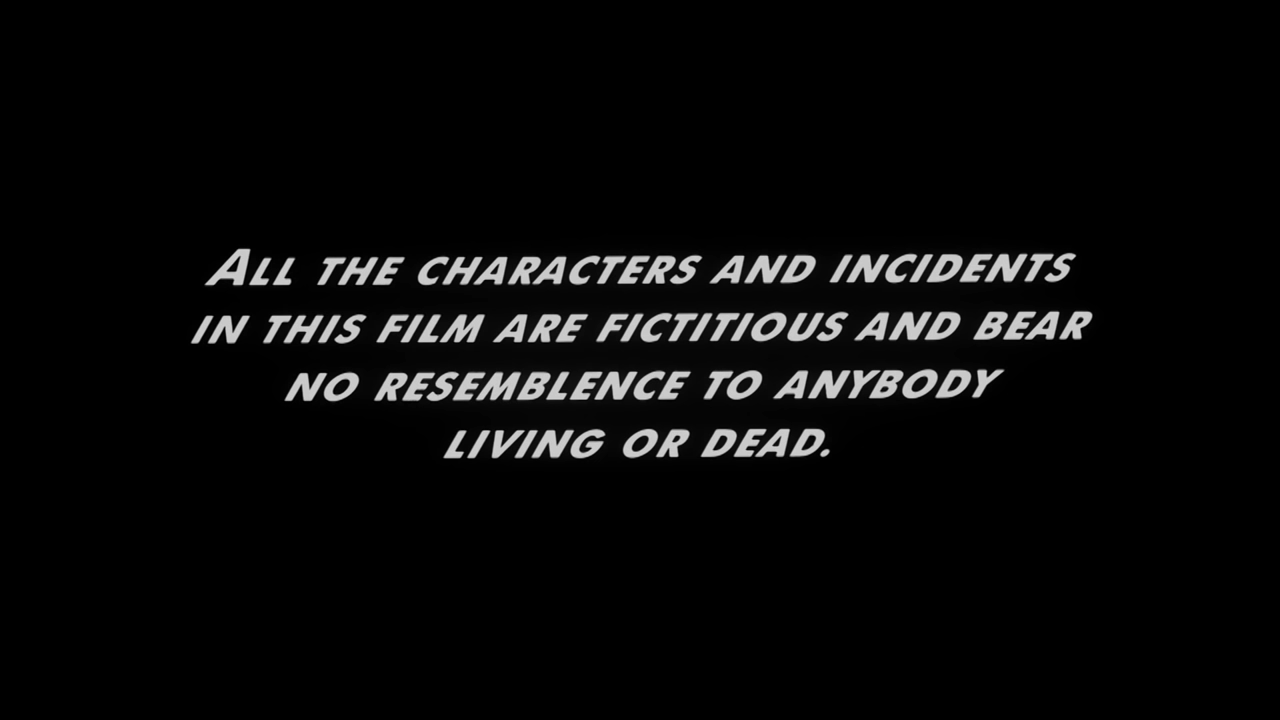 ALL THE CHARACTERS AND INCIDENTS
IN THIS FILM ARE FICTITIOUS AND BEAR
NO RESEMBLENCE TO ANYBODY
LIVING OR DEAD.